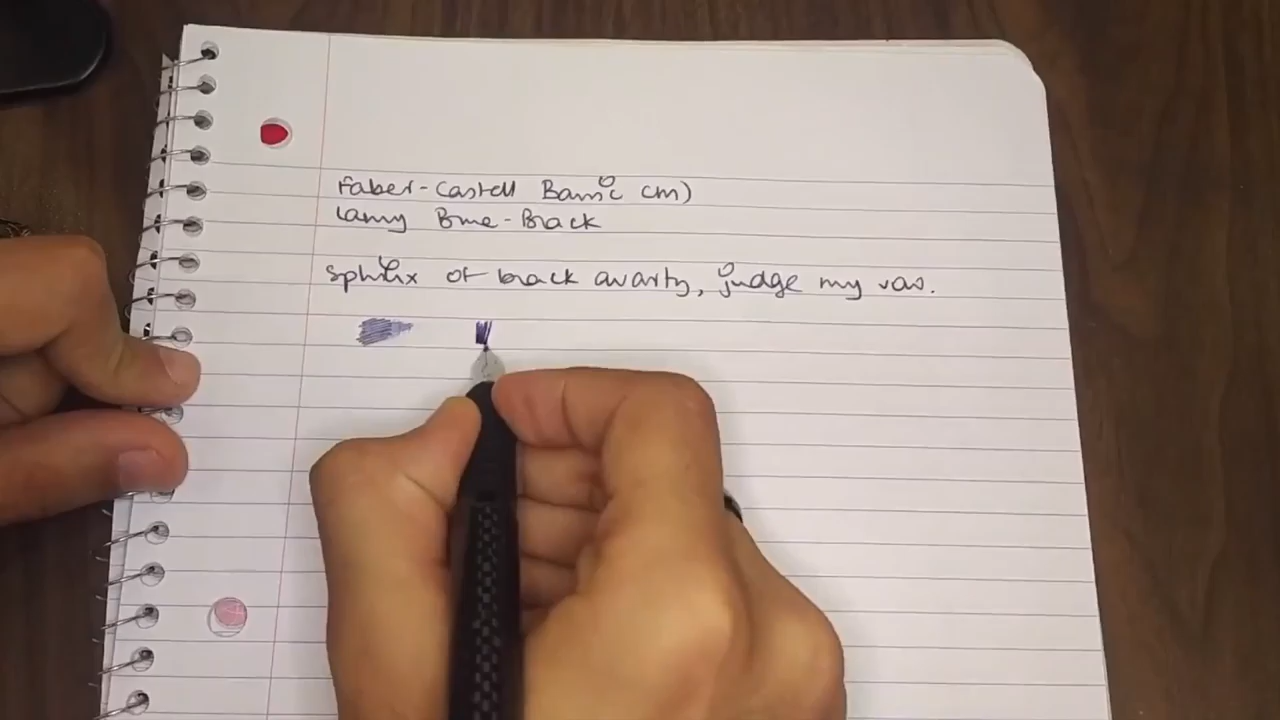 Faber-Castell Basic (M)
Lamy Blue-Black
Sphinx of black quartz, judge my vow.